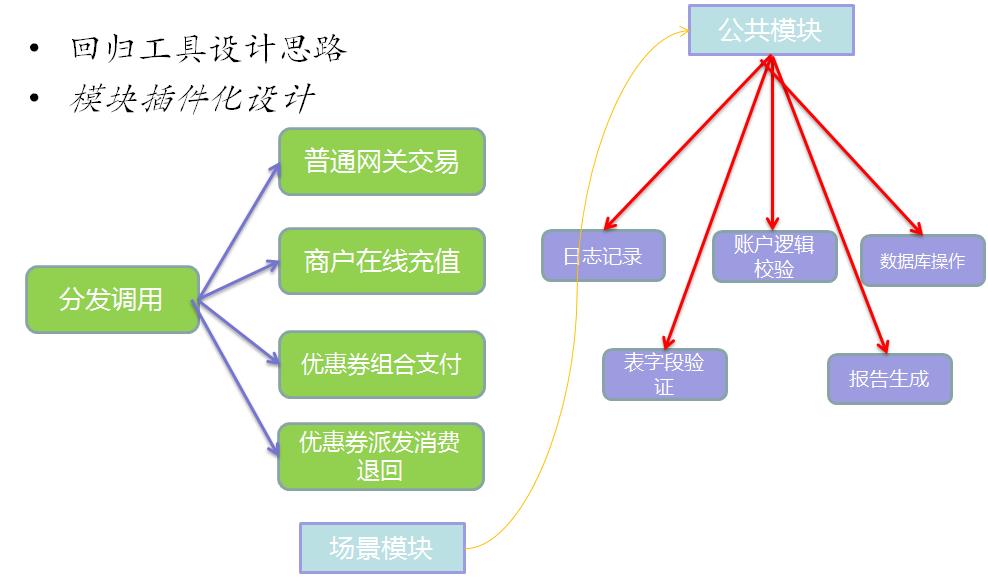 • 回归工具设计思路
• 模块插件化设计
公共模块
普通网关交易
商户在线充值
分发调用
优惠券组合支付
优惠券派发消费
退回
场景模块
日志记录
账户逻辑
校验
数据库操作
表字段验
证
报告生成